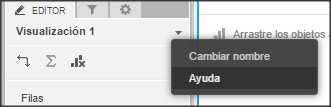 EDITOR
Visualización 1
Arrastre los objetos a
Cambiar nombre
Ayuda
Filas